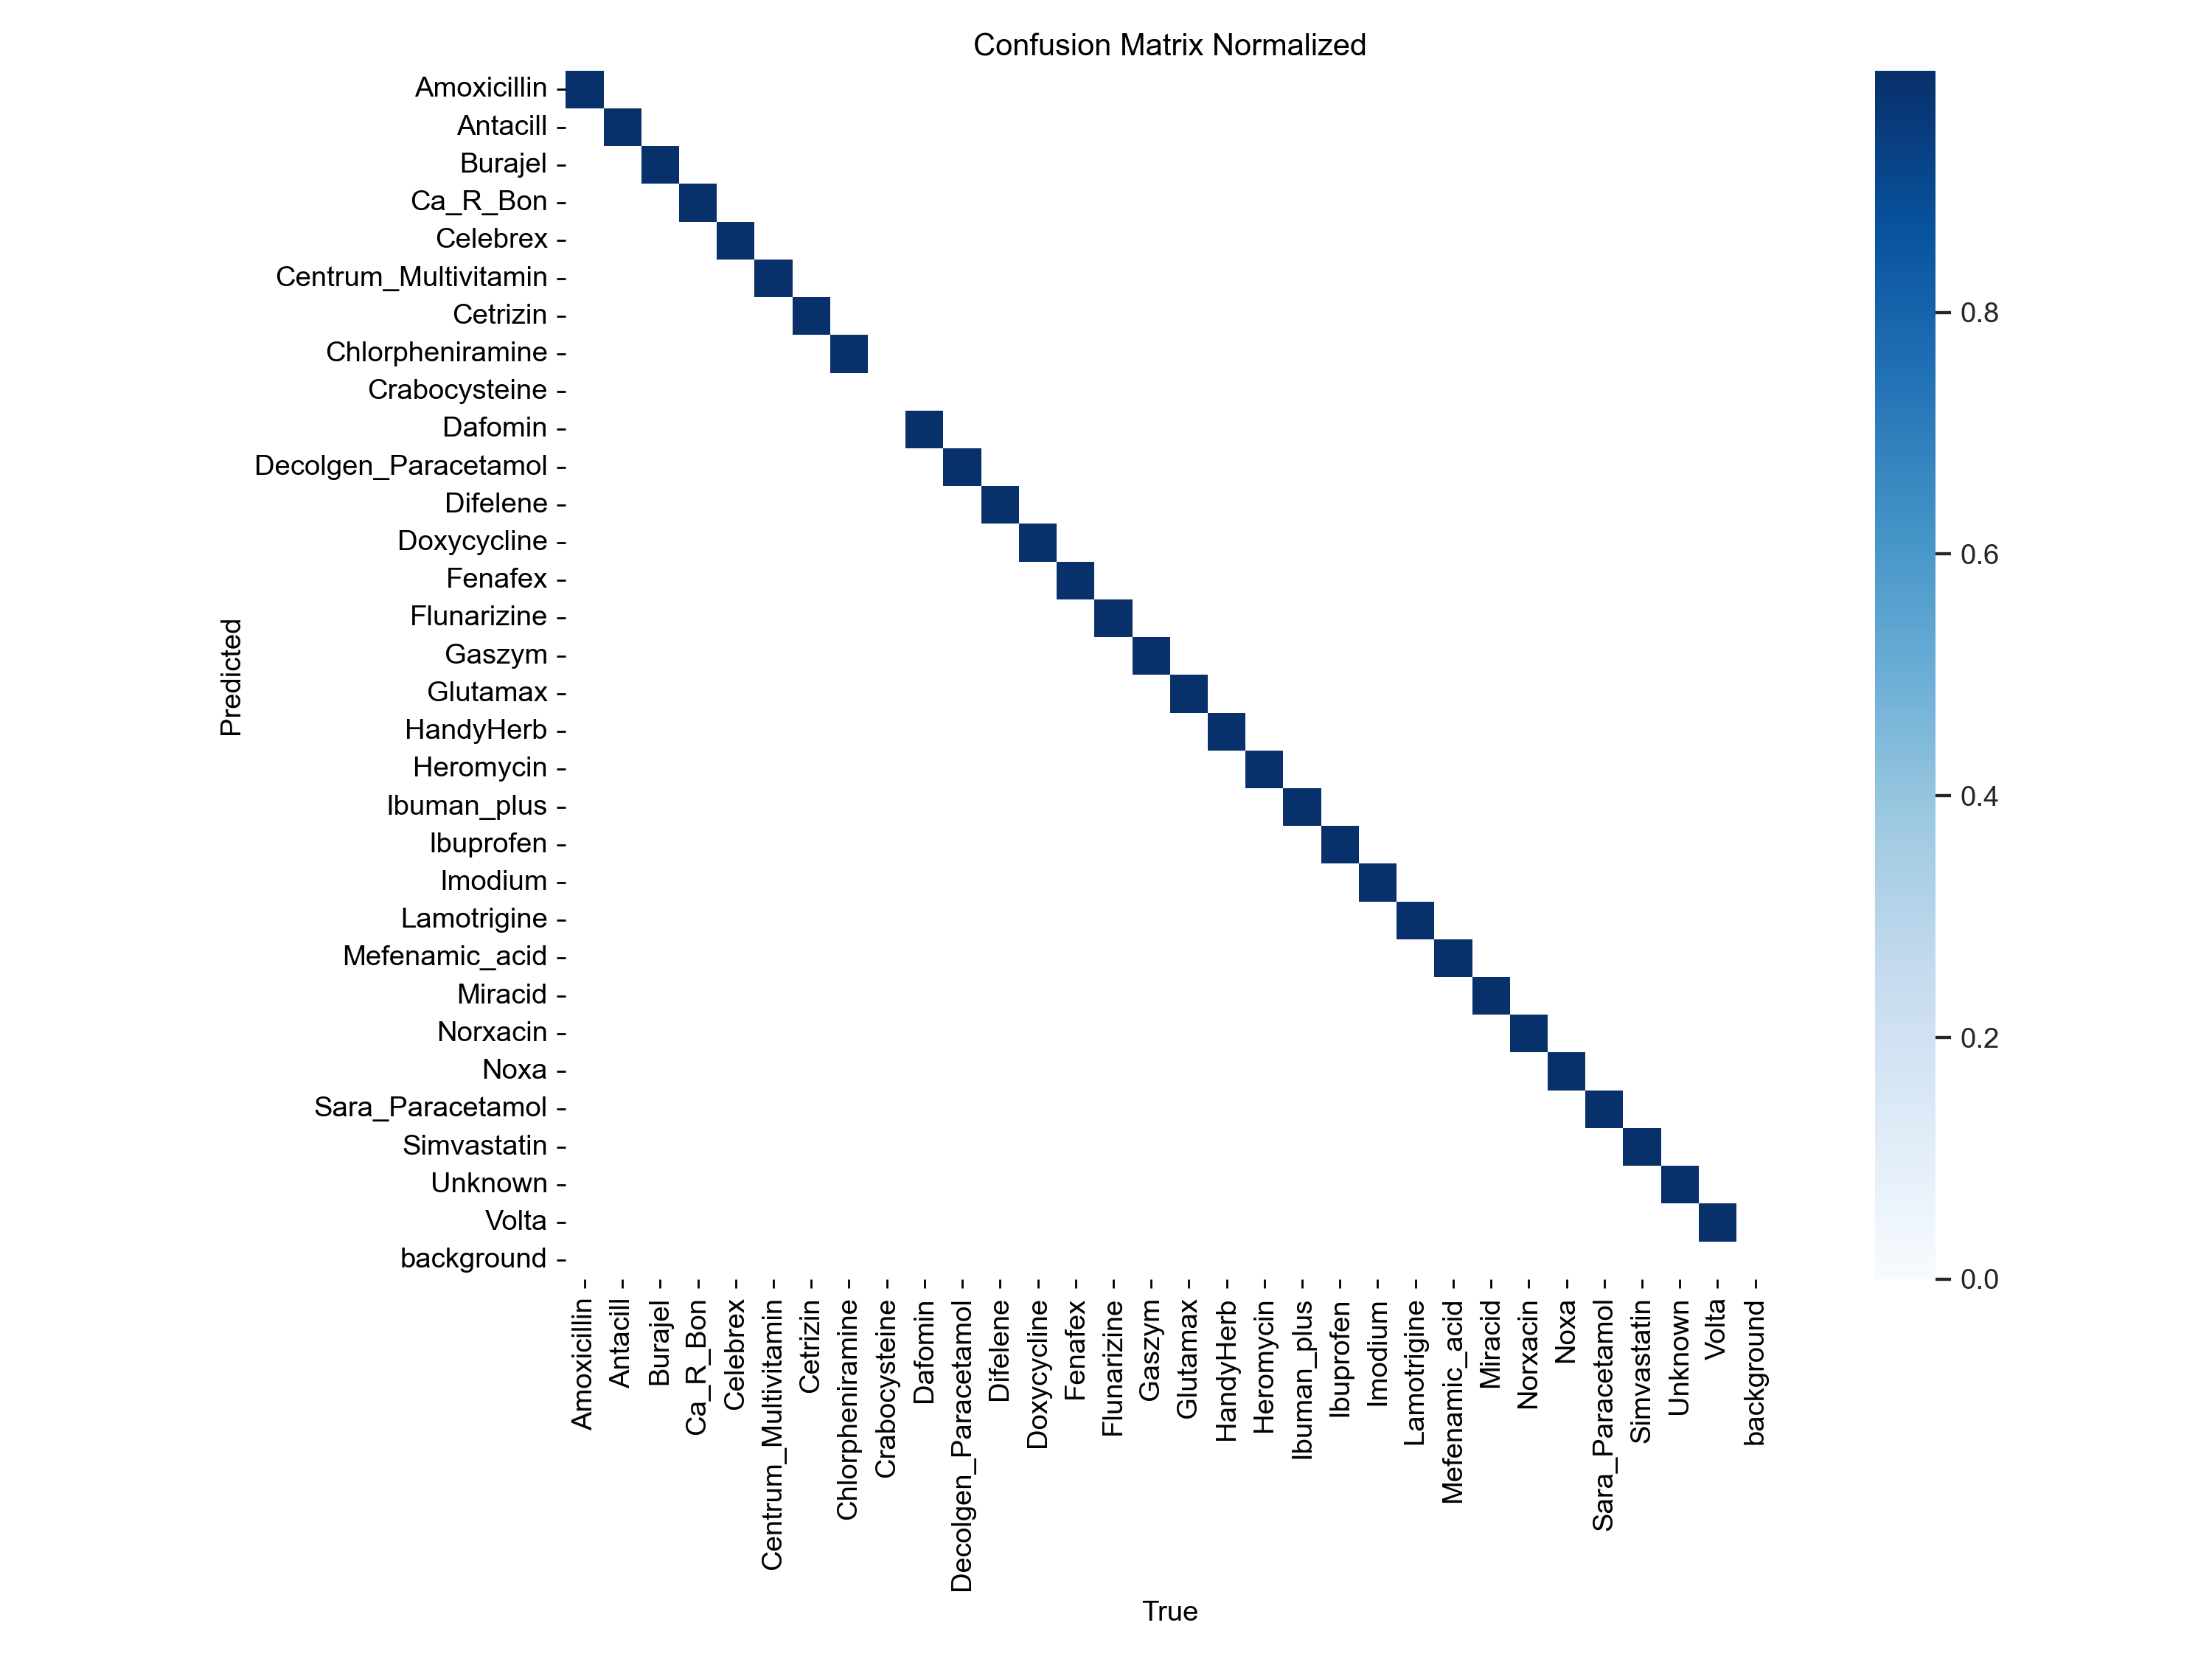 Confusion Matrix Normalized
Amoxicillin
Antacill
Burajel
Ca_R_Bon
Celebrex
Centrum_Multivitamin
Cetrizin
Chlorpheniramine
Crabocysteine
Dafomin
Decolgen_Paracetamol
Difelene
Doxycycline
Fenafex
Flunarizine
Gaszym
Glutamax
HandyHerb
Heromycin
Ibuman_plus
Ibuprofen
Imodium
Lamotrigine
Mefenamic_acid
Miracid
Norxacin
Noxa
Sara_Paracetamol
Simvastatin
Unknown
Volta
background
Predicted
Amoxicillin
Antacill
Burajel
Ca_R_Bon
Celebrex
Centrum_Multivitamin
Cetrizin
Chlorpheniramine
Crabocysteine
Dafomin
Decolgen_Paracetamol
Difelene
Doxycycline
Fenafex
Flunarizine
Gaszym
Glutamax
HandyHerb
Heromycin
Ibuman_plus
Ibuprofen
Imodium
Lamotrigine
Mefenamic_acid
Miracid
Norxacin
Noxa
Sara_Paracetamol
Simvastatin
Unknown
Volta
background
True
0.8
0.6
0.4
0.2
0.0